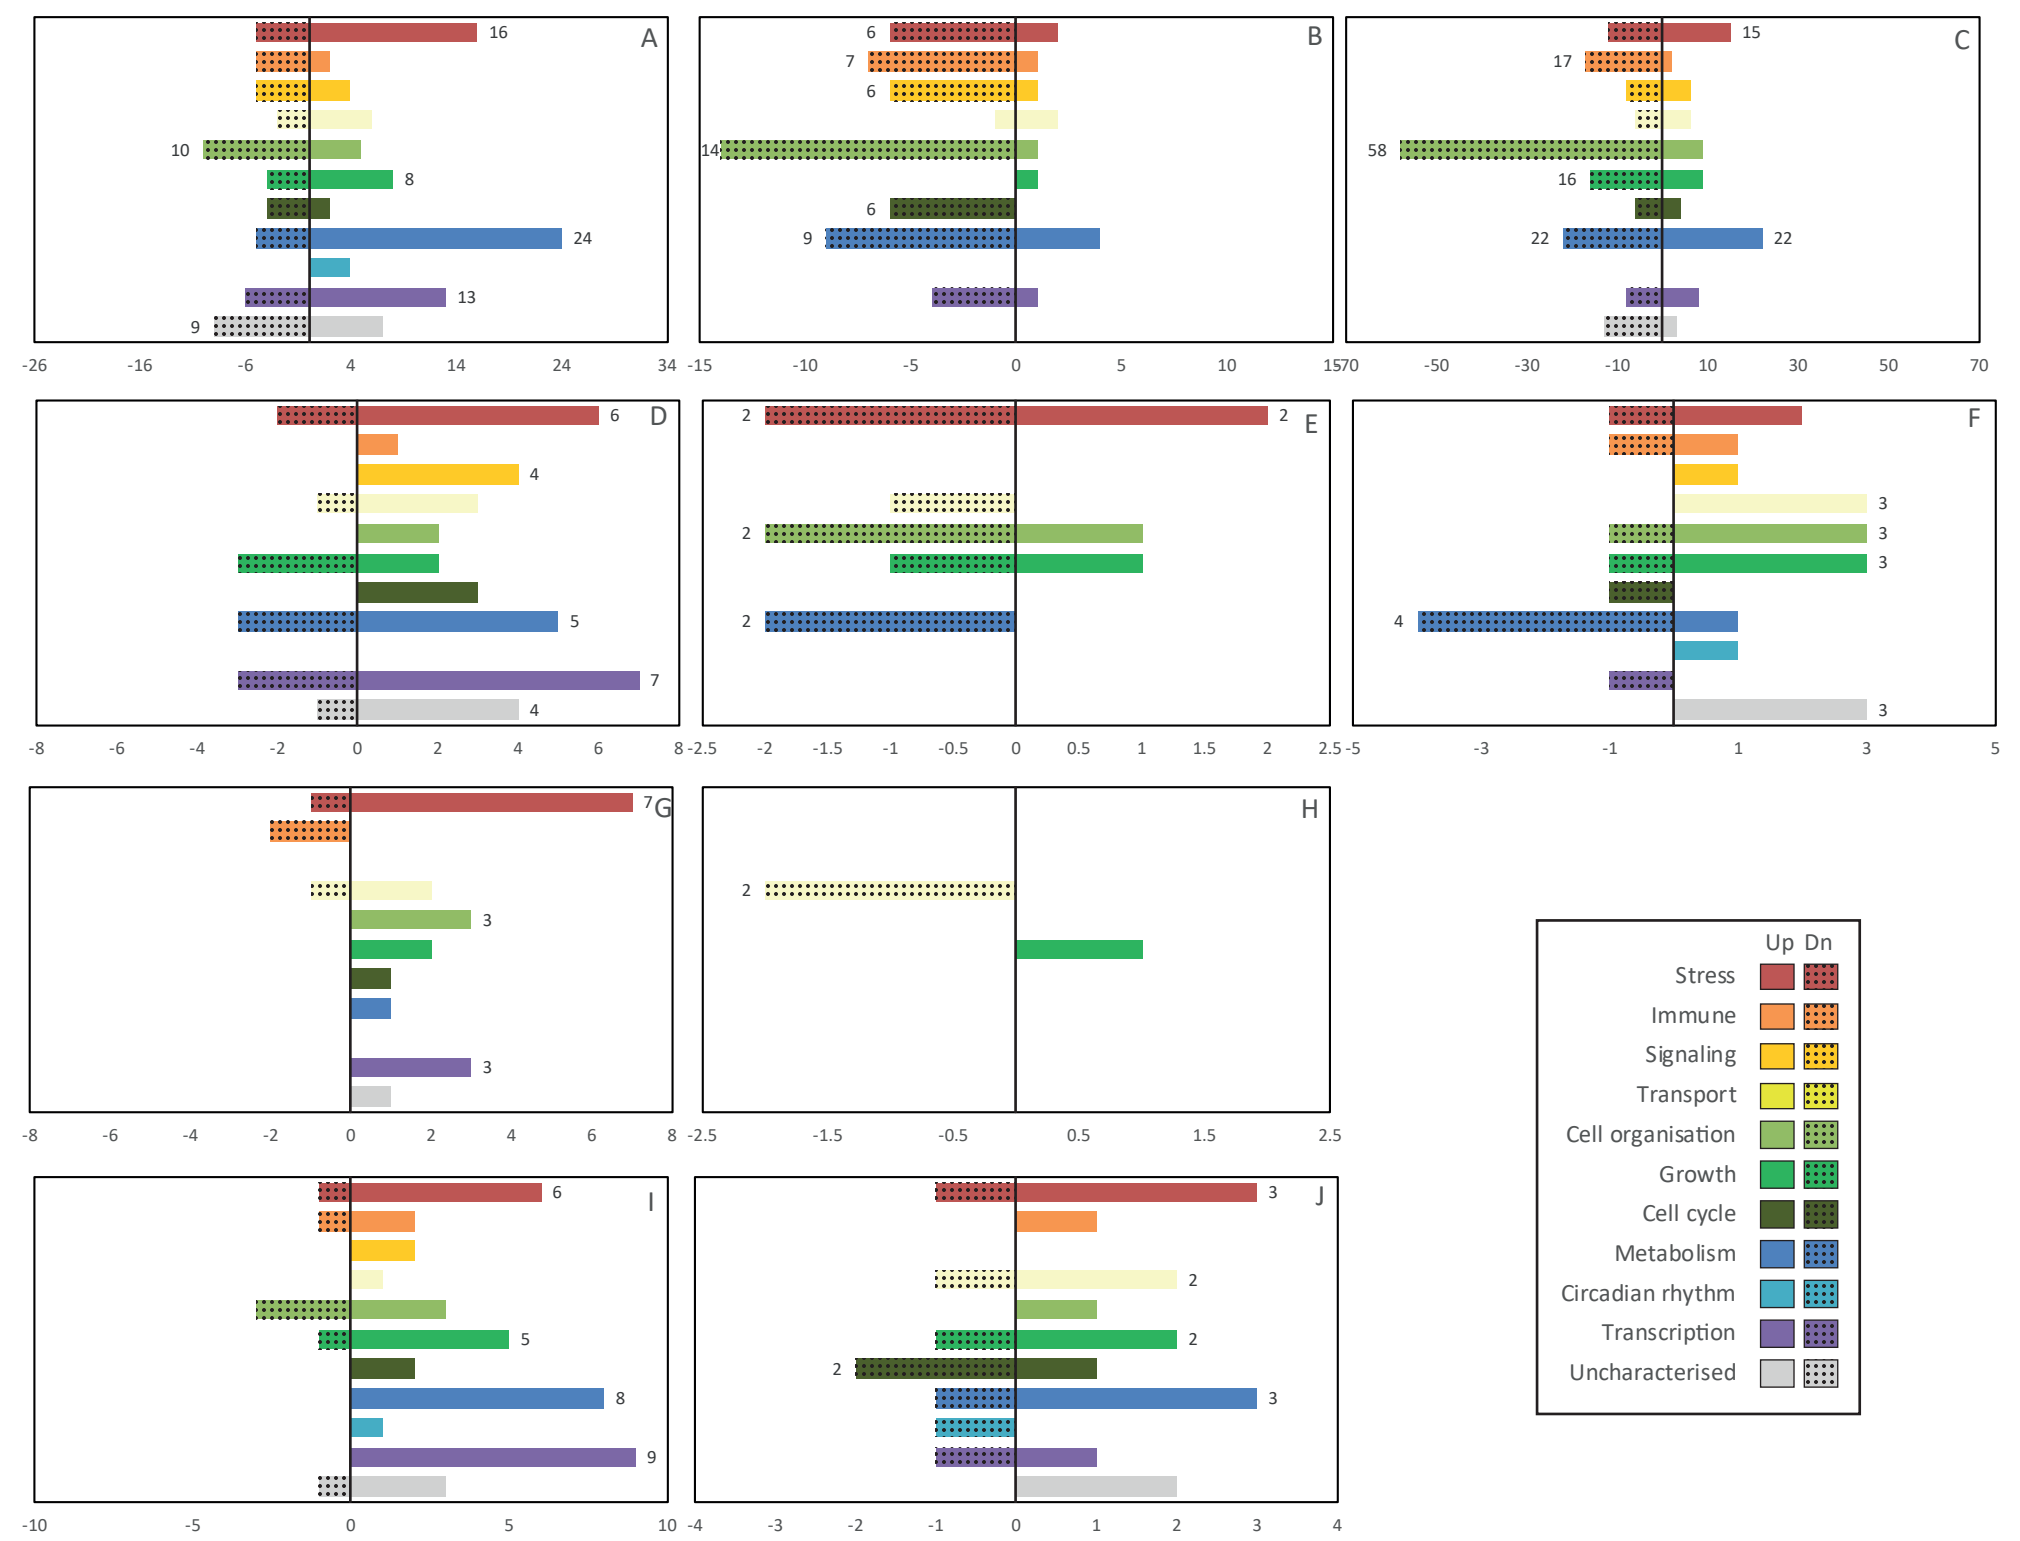 16 A
10
8
24
13
9
-26 -16 -6 4 14 24 34
6 B
7
6
14
6
9
-15 -10 -5 0 5 10 15
15 C
17
58
16
22 22
-70 -50 -30 -10 10 30 50 70
6 D
4
5
7
4
-8 -6 -4 -2 0 2 4 6 8
2 2 E
2
2
-2.5 -2 -1.5 -1 -0.5 0 0.5 1 1.5 2 2.5
F
3
3
3
4
3
-5 -3 -1 1 3 5
7 G
3
3
-8 -6 -4 -2 0 2 4 6 8
H
2
-2.5 -1.5 -0.5 0.5 1.5 2.5
6 I
5
8
9
-10 -5 0 5 10
3 J
2
2
2
3
-4 -3 -2 -1 0 1 2 3 4
Up Dn
Stress
Immune
Signaling
Transport
Cell organisation
Growth
Cell cycle
Metabolism
Circadian rhythm
Transcription
Uncharacterised